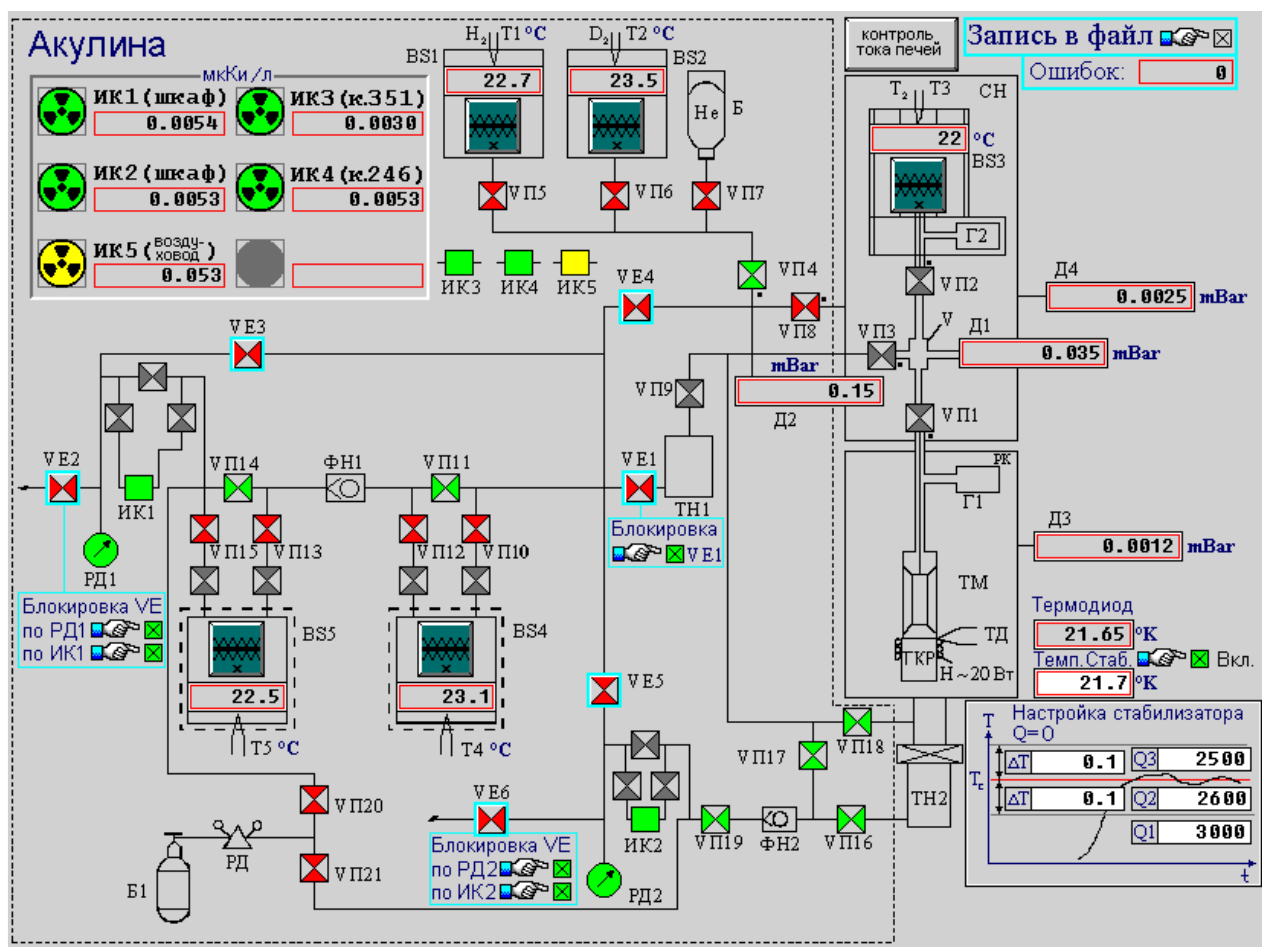 Акулина
мкКи/л
ИК1(шкаф)
0.0054
ИК3(к.351)
0.0030
ИК2(шкаф)
0.0053
ИК4(к.246)
0.0053
ИК5(возду-ховод)
0.053
H2 T1 °C
BS1
22.7
D2 T2 °C
BS2
23.5
He Б
VП5
VП6
VП7
контроль тока печей
Запись в файл
Ошибок: 0
T2 T3 СН
22 °C
BS3
Г2
ИК3
ИК4
ИК5
VП4
VE4
VП8
VП2
Д4
0.0025 mBar
VE3
VП3
V
Д1
0.035 mBar
mBar
0.15
Д2
VП9
VП1
VE2
ИК1
VП14
ФН1
VП11
VE1
ТН1
РК
Г1
Блокировка
VE1
Д3
0.0012 mBar
VП15
VП13
VП12
VП10
РД1
Блокировка VE
по РД1
по ИК1
BS5
22.5
T5 °C
BS4
23.1
T4 °C
ТМ
ТД
ГКР
Н~20 Вт
Термодиод
21.65 °K
Темп.Стаб. Вкл.
21.7 °K
VE5
VП18
VП17
Настройка стабилизатора
Q=0
T
Tc
ΔT 0.1
Q3 2500
ΔT 0.1
Q2 2600
Q1 3000
t
VП20
VE6
ТН2
ИК2
VП19
ФН2
VП16
РД
Б1
VП21
Блокировка VE
по РД2
по ИК2
РД2